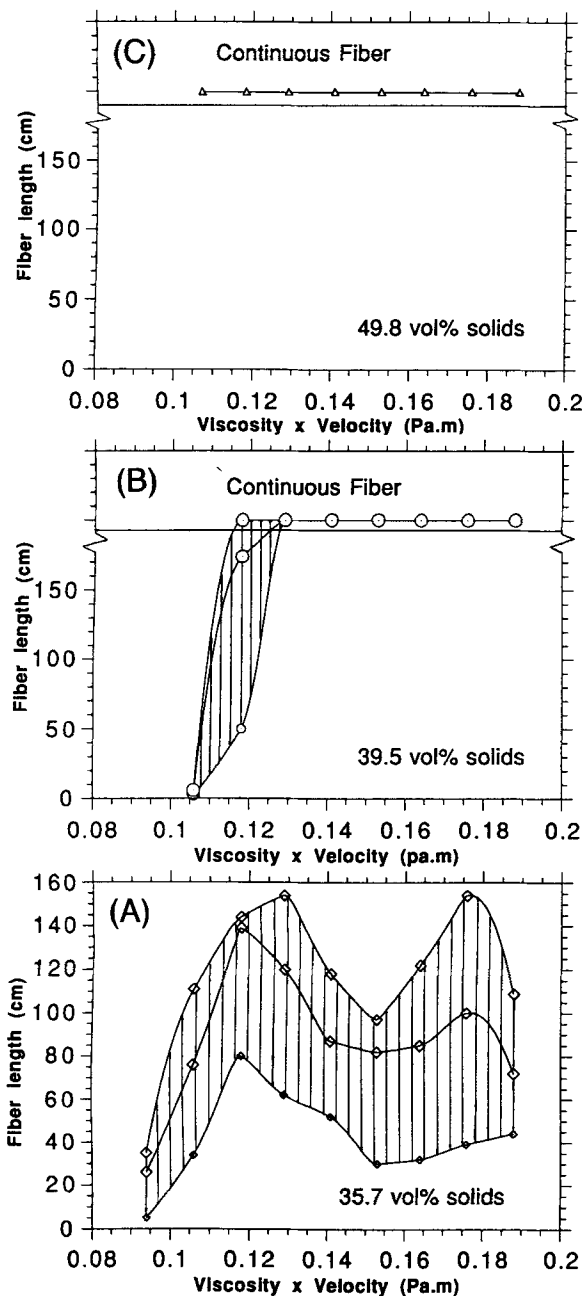 (C)
Continuous Fiber
Fiber length (cm)
150
100
50
0
49.8 vol% solids
0.08 0.1 0.12 0.14 0.16 0.18 0.2
Viscosity x Velocity (Pa.m)
(B)
Continuous Fiber
Fiber length (cm)
150
100
50
0
39.5 vol% solids
0.08 0.1 0.12 0.14 0.16 0.18 0.2
Viscosity x Velocity (pa.m)
(A)
Fiber length (cm)
160
140
120
100
80
60
40
20
0
35.7 vol% solids
0.08 0.1 0.12 0.14 0.16 0.18 0.2
Viscosity x Velocity (Pa.m)